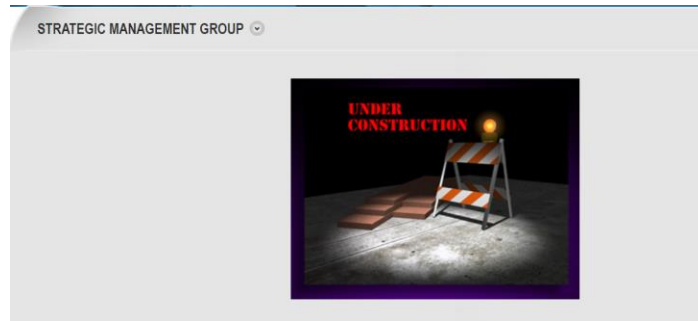 STRATEGIC MANAGEMENT GROUP
UNDER
CONSTRUCTION